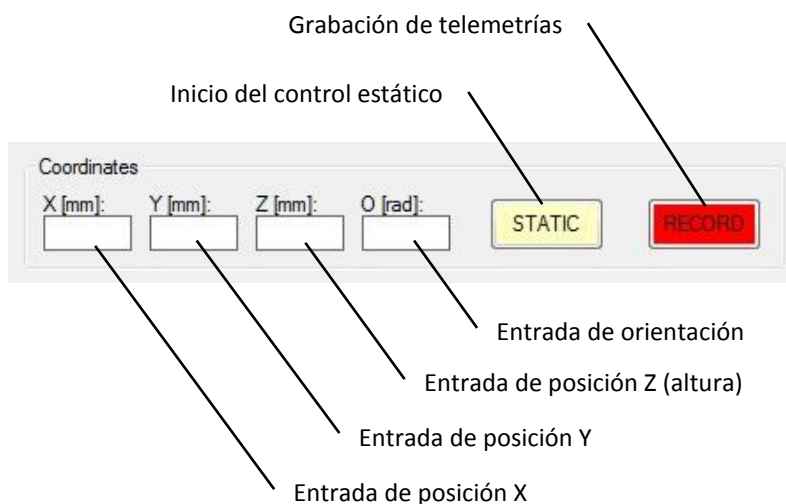 Grabación de telemetrías
Inicio del control estático
Coordinates
X [mm]: Y [mm]: Z [mm]: O [rad]:
STATIC RECORD
Entrada de orientación
Entrada de posición Z (altura)
Entrada de posición Y
Entrada de posición X